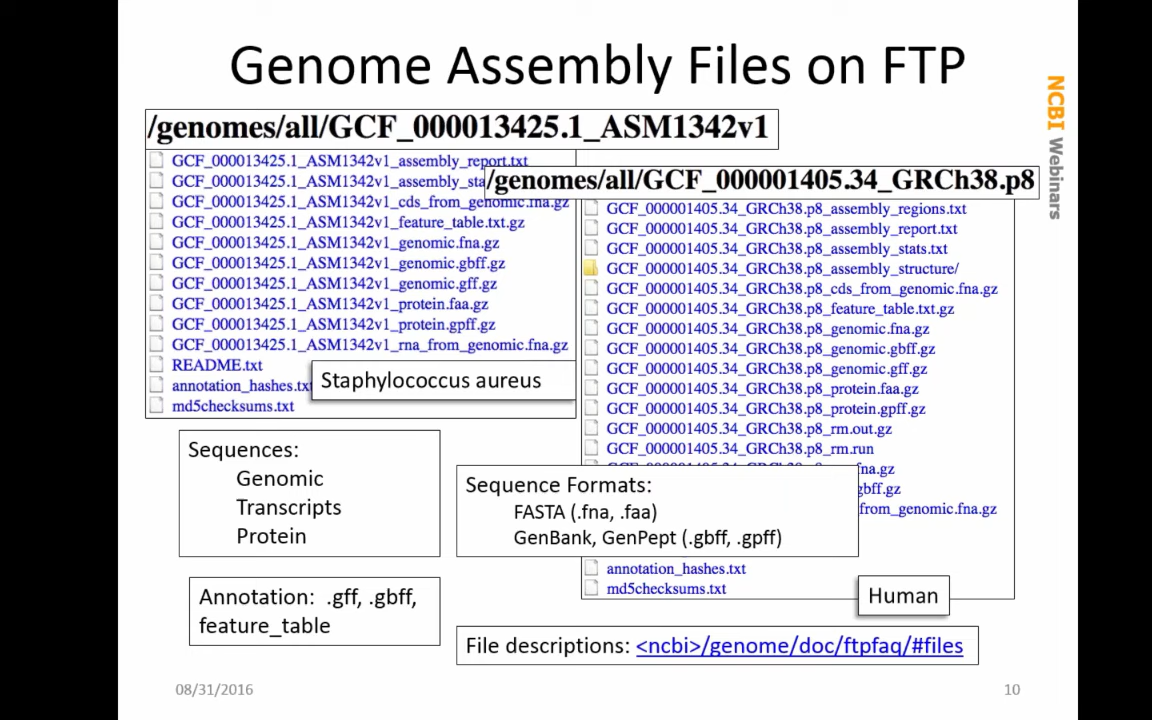 Genome Assembly Files on FTP
NCBI Webinars
/genomes/all/GCF_000013425.1_ASM1342v1
GCF_000013425.1_ASM1342v1_assembly_report.txt
GCF_000013425.1_ASM1342v1_assembly_sta
GCF_000013425.1_ASM1342v1_cds_from_genomic.fna.gz
GCF_000013425.1_ASM1342v1_feature_table.txt.gz
GCF_000013425.1_ASM1342v1_genomic.fna.gz
GCF_000013425.1_ASM1342v1_genomic.gbff.gz
GCF_000013425.1_ASM1342v1_genomic.gff.gz
GCF_000013425.1_ASM1342v1_protein.faa.gz
GCF_000013425.1_ASM1342v1_protein.gpff.gz
GCF_000013425.1_ASM1342v1_rna_from_genomic.fna.gz
README.txt
annotation_hashes.txt
md5checksums.txt
Staphylococcus aureus
/genomes/all/GCF_000001405.34_GRCh38.p8
GCF_000001405.34_GRCh38.p8_assembly_regions.txt
GCF_000001405.34_GRCh38.p8_assembly_report.txt
GCF_000001405.34_GRCh38.p8_assembly_stats.txt
GCF_000001405.34_GRCh38.p8_assembly_structure/
GCF_000001405.34_GRCh38.p8_cds_from_genomic.fna.gz
GCF_000001405.34_GRCh38.p8_feature_table.txt.gz
GCF_000001405.34_GRCh38.p8_genomic.fna.gz
GCF_000001405.34_GRCh38.p8_genomic.gbff.gz
GCF_000001405.34_GRCh38.p8_genomic.gff.gz
GCF_000001405.34_GRCh38.p8_protein.faa.gz
GCF_000001405.34_GRCh38.p8_protein.gpff.gz
GCF_000001405.34_GRCh38.p8_rm.out.gz
GCF_000001405.34_GRCh38.p8_rm.run
fna.gz
gbff.gz
from_genomic.fna.gz
annotation_hashes.txt
md5checksums.txt
Human
Sequences:
Genomic
Transcripts
Protein
Sequence Formats:
FASTA (.fna, .faa)
GenBank, GenPept (.gbff, .gpff)
Annotation: .gff, .gbff,
feature_table
File descriptions: <ncbi>/genome/doc/ftpfaq/#files
08/31/2016
10